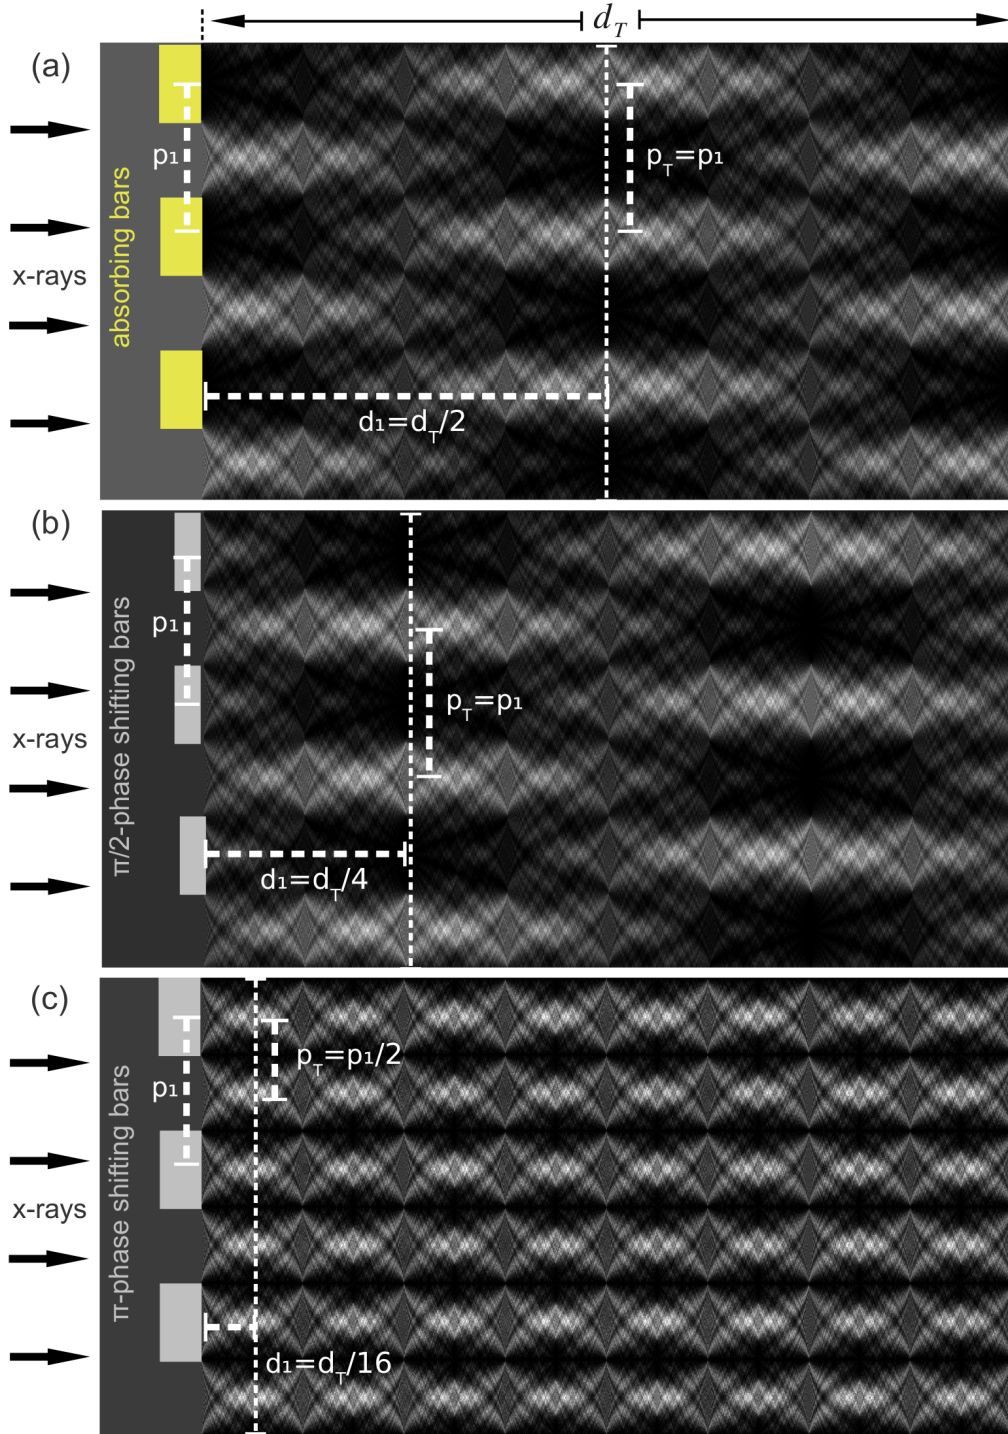 d_T
(a)
p₁
p_T=p₁
absorbing bars
x-rays
d₁=d_T/2
(b)
p₁
p_T=p₁
π/2-phase shifting bars
x-rays
d₁=d_T/4
(c)
p₁
p_T=p₁/2
π-phase shifting bars
x-rays
d₁=d_T/16